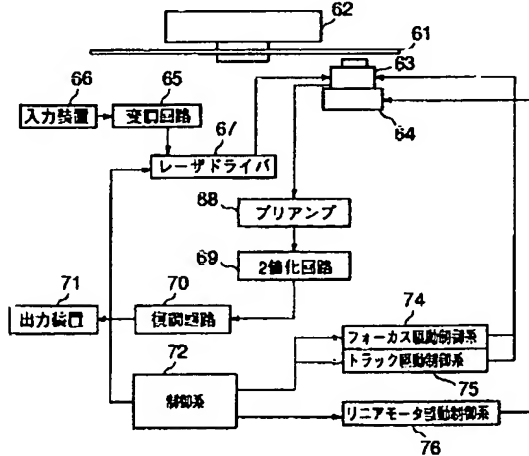 62
61
63
66
65
入力装置
変調回路
67
64
レーザドライバ
68
プリアンプ
69
2値化回路
71
70
74
出力装置
復調回路
フォーカス駆動制御系
72
トラック駆動制御系
制御系
75
リニアモータ駆動制御系
76